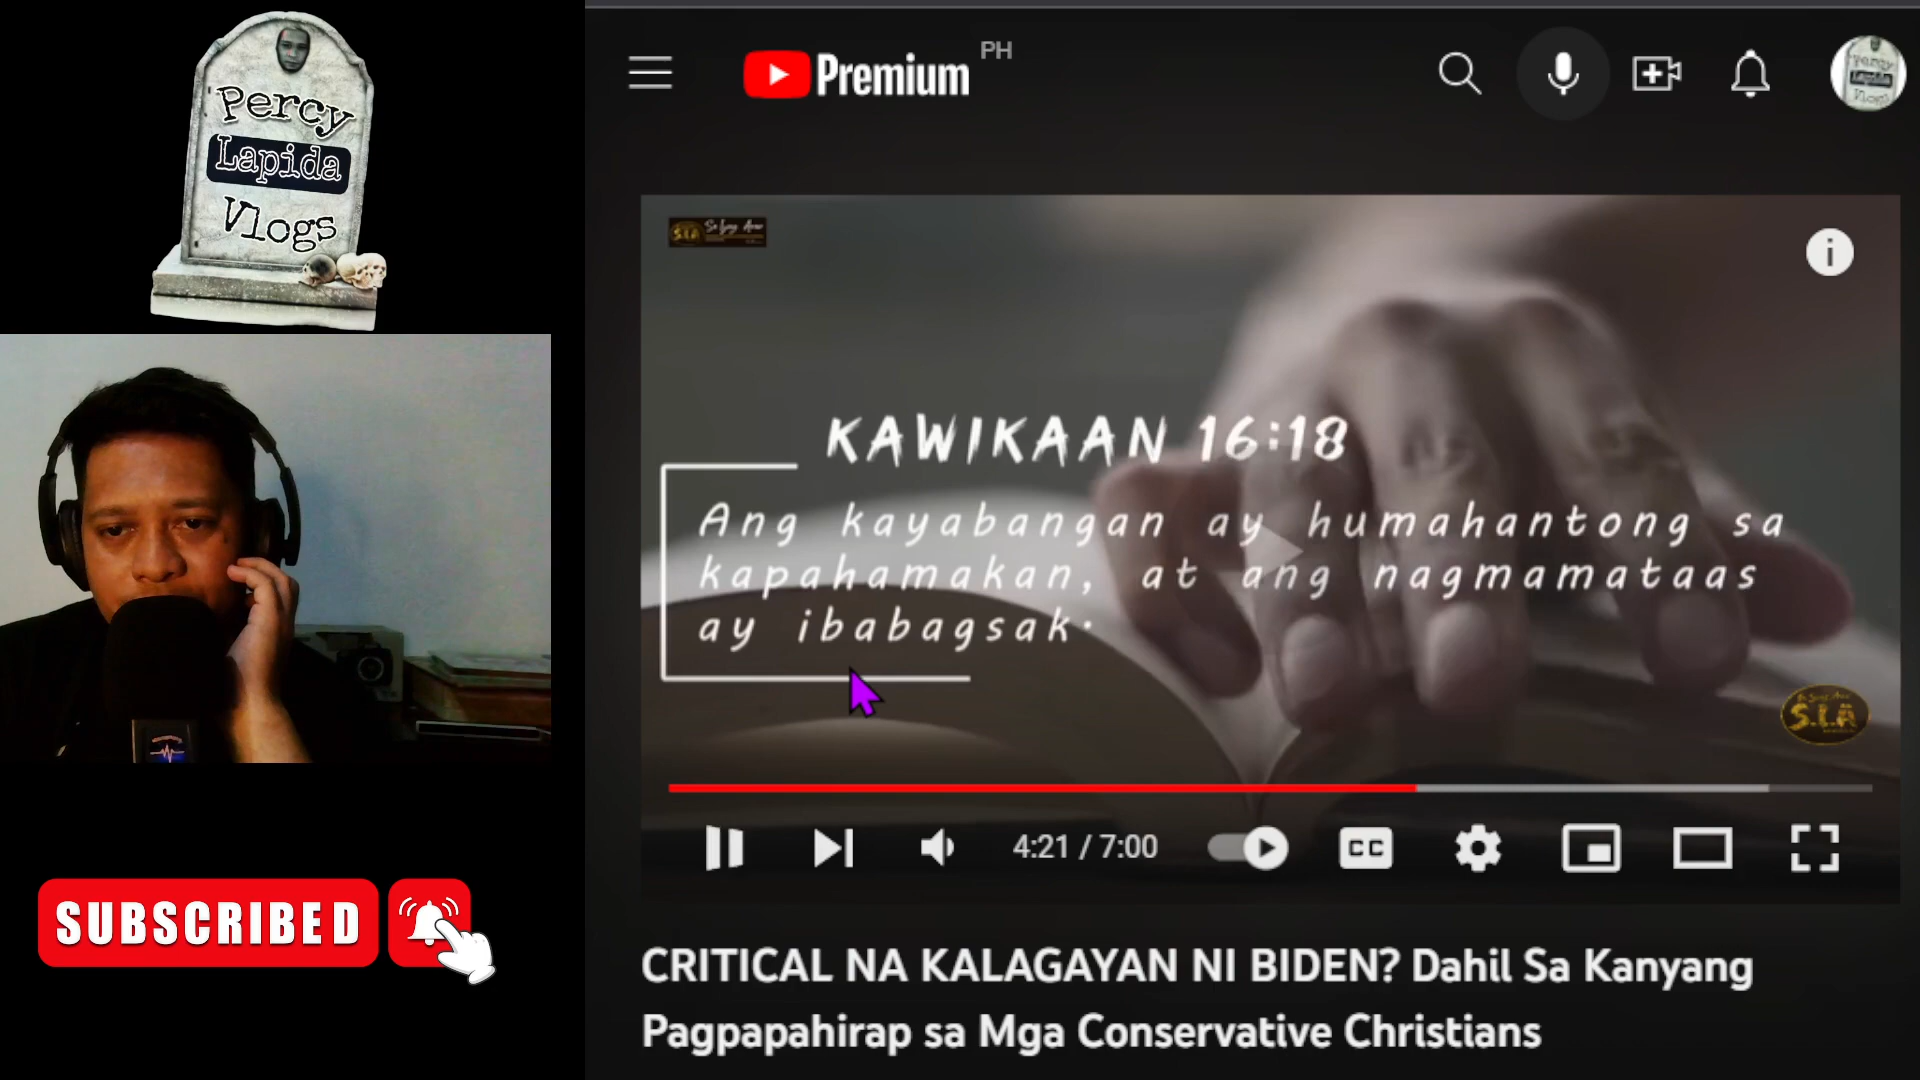 Percy
Lapida
Vlogs
SUBSCRIBED
Premium PH
KAWIKAAN 16:18
Ang kayabangan ay humahantong sa
kapahamakan, at ang nagmamataas
ay ibabagsak.
S.I.A
4:21 / 7:00
CC
CRITICAL NA KALAGAYAN NI BIDEN? Dahil Sa Kanyang
Pagpapahirap sa Mga Conservative Christians